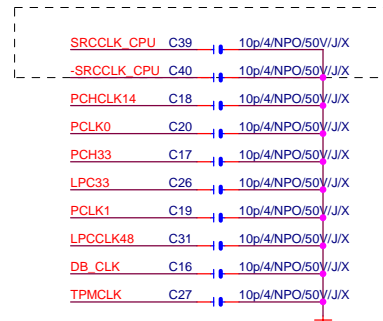 SRCCLK_CPU C39 10p/4/NPO/50V/J/X
-SRCCLK_CPU C40 10p/4/NPO/50V/J/X
PCHCLK14 C18 10p/4/NPO/50V/J/X
PCLK0 C20 10p/4/NPO/50V/J/X
PCH33 C17 10p/4/NPO/50V/J/X
LPC33 C26 10p/4/NPO/50V/J/X
PCLK1 C19 10p/4/NPO/50V/J/X
LPCCLK48 C31 10p/4/NPO/50V/J/X
DB_CLK C16 10p/4/NPO/50V/J/X
TPMCLK C27 10p/4/NPO/50V/J/X